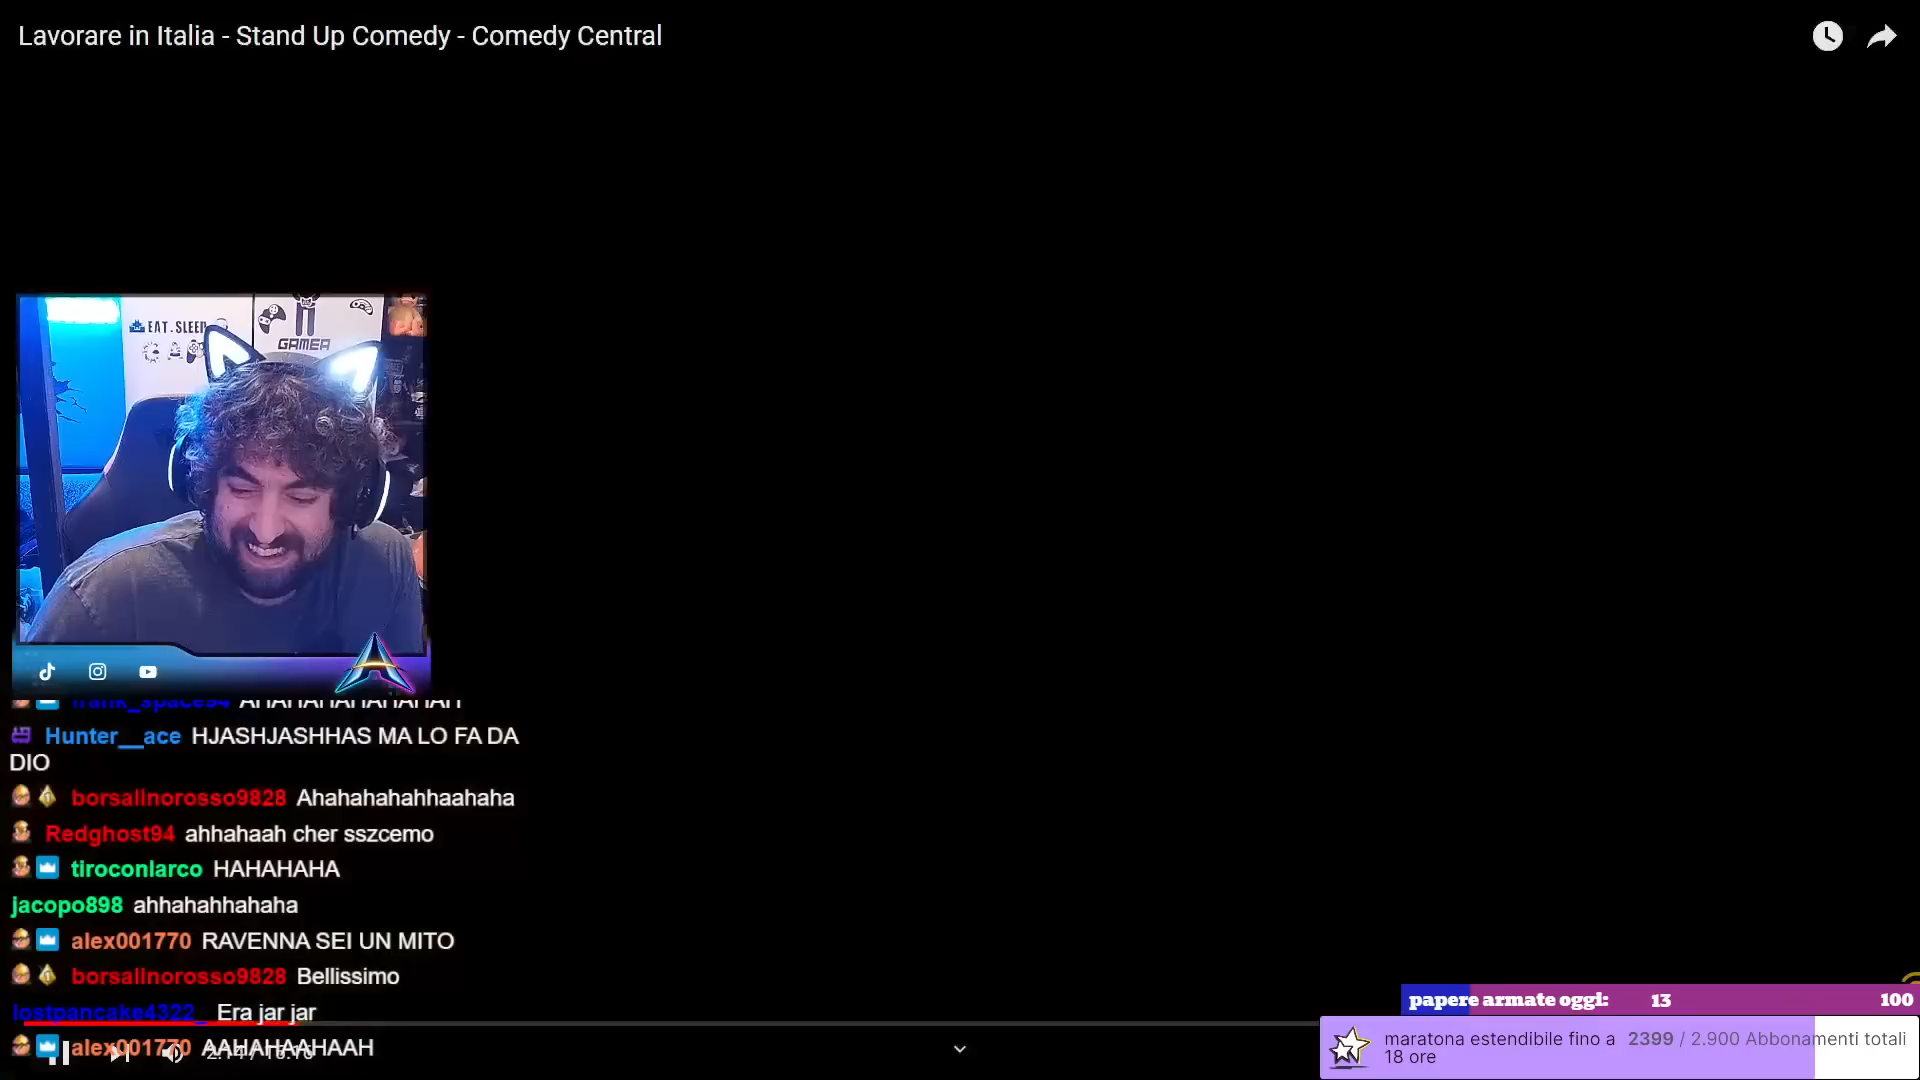 Lavorare in Italia - Stand Up Comedy - Comedy Central
EAT.SLEEP
GAMER
AHAHAHAHAHAHAH
Hunter__ace HJASHJASHHAS MA LO FA DA
DIO
borsalinorosso9828 Ahahahahahhaahaha
Redghost94 ahhahaah cher sszcemo
tiroconlarco HAHAHAHA
jacopo898 ahhahahhahaha
alex001770 RAVENNA SEI UN MITO
borsalinorosso9828 Bellissimo
lostpancake4322_ Era jar jar
alex001770 AAHAHAAHAAH
papere armate oggi: 13 100
maratona estendibile fino a 2399 / 2.900 Abbonamenti totali
18 ore